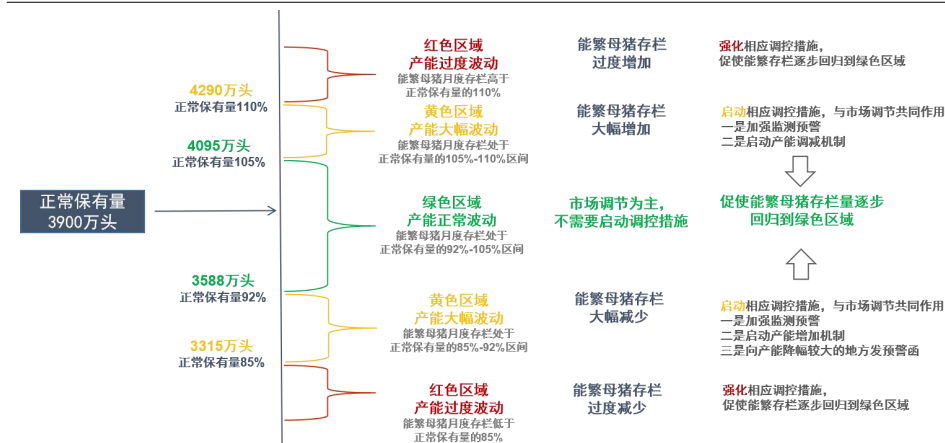 红色区域
产能过度波动
能繁母猪月度存栏高于
正常保有量的110%
能繁母猪存栏
过度增加
强化相应调控措施，
促使能繁存栏逐步回归到绿色区域
4290万头
正常保有量110%
黄色区域
产能大幅波动
能繁母猪月度存栏处于
正常保有量的105%-110%区间
能繁母猪存栏
大幅增加
启动相应调控措施，与市场调节共同作用
一是加强监测预警
二是启动产能调减机制
4095万头
正常保有量105%
正常保有量
3900万头
绿色区域
产能正常波动
能繁母猪月度存栏处于
正常保有量的92%-105%区间
市场调节为主，
不需要启动调控措施
促使能繁母猪存栏量逐步
回归到绿色区域
3588万头
正常保有量92%
黄色区域
产能大幅波动
能繁母猪月度存栏处于
正常保有量的85%-92%区间
能繁母猪存栏
大幅减少
启动相应调控措施，与市场调节共同作用
一是加强监测预警
二是启动产能增加机制
三是向产能降幅较大的地方发预警函
3315万头
正常保有量85%
红色区域
产能过度波动
能繁母猪月度存栏低于
正常保有量的85%
能繁母猪存栏
过度减少
强化相应调控措施，
促使能繁存栏逐步回归到绿色区域